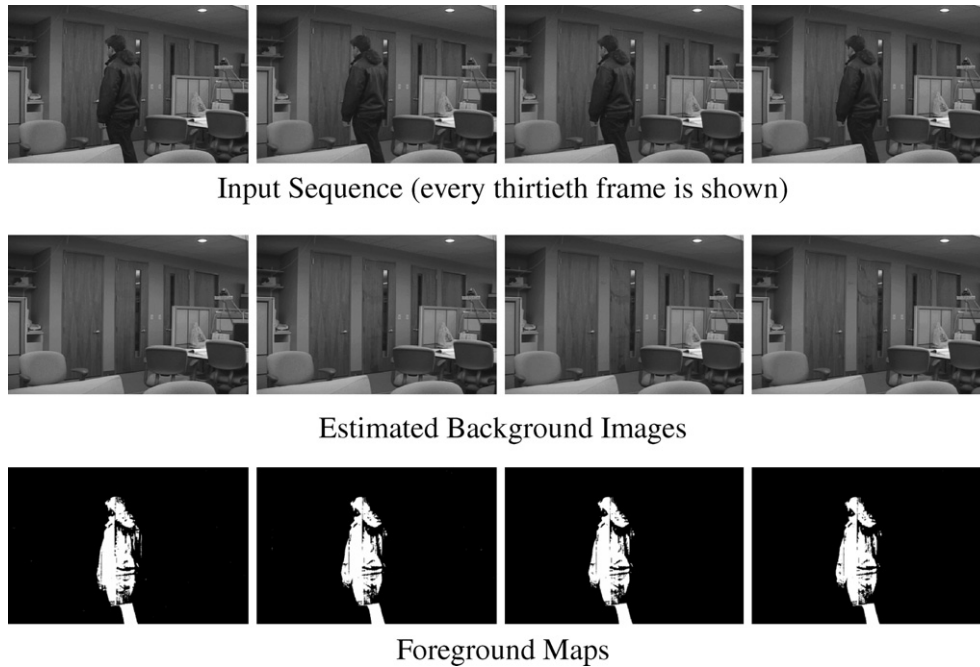 Input Sequence (every thirtieth frame is shown)
Estimated Background Images
Foreground Maps